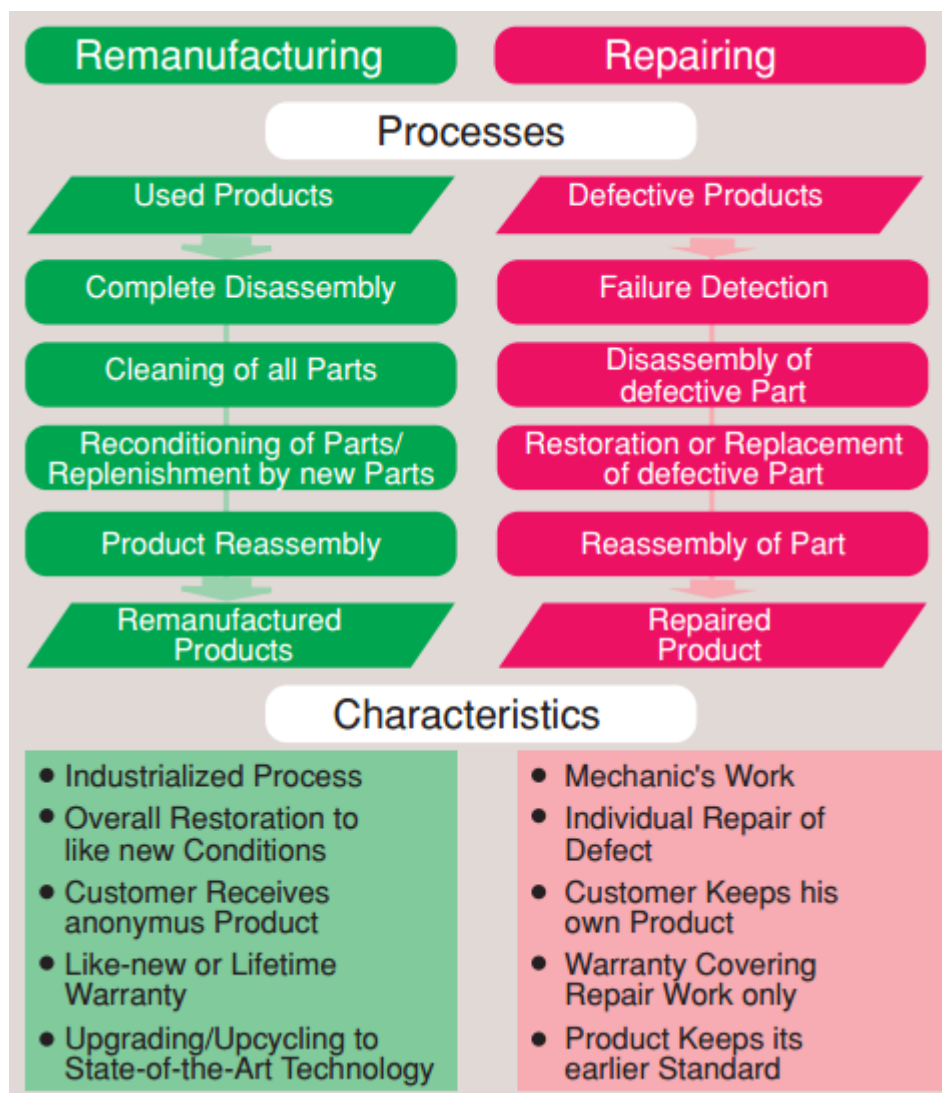 Remanufacturing
Repairing
Processes
Used Products
Complete Disassembly
Cleaning of all Parts
Reconditioning of Parts/
Replenishment by new Parts
Product Reassembly
Remanufactured
Products
Defective Products
Failure Detection
Disassembly of
defective Part
Restoration or Replacement
of defective Part
Reassembly of Part
Repaired
Product
Characteristics
• Industrialized Process
• Overall Restoration to
like new Conditions
• Customer Receives
anonymus Product
• Like-new or Lifetime
Warranty
• Upgrading/Upcycling to
State-of-the-Art Technology
• Mechanic's Work
• Individual Repair of
Defect
• Customer Keeps his
own Product
• Warranty Covering
Repair Work only
• Product Keeps its
earlier Standard